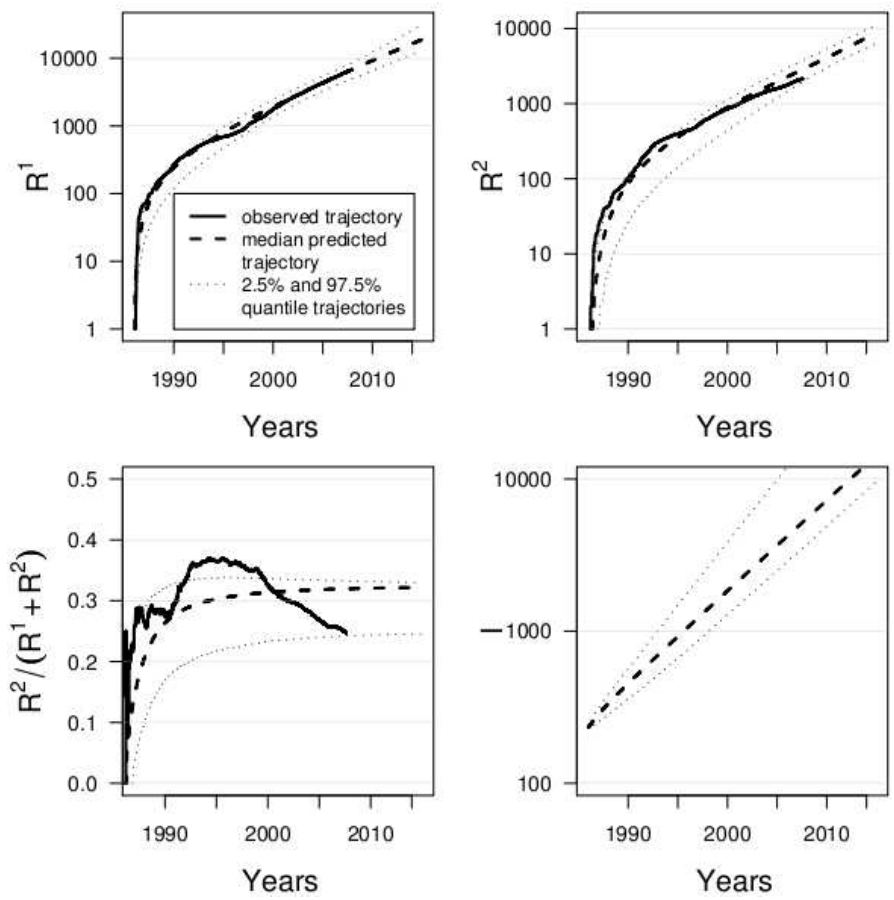 10000
1000
100
10
1
R¹
observed trajectory
median predicted
trajectory
2.5% and 97.5%
quantile trajectories
1990
2000
2010
Years
10000
1000
100
10
1
R²
1990
2000
2010
Years
0.5
0.4
0.3
0.2
0.1
0.0
R²/(R¹+R²)
1990
2000
2010
Years
10000
1000
100
I
1990
2000
2010
Years